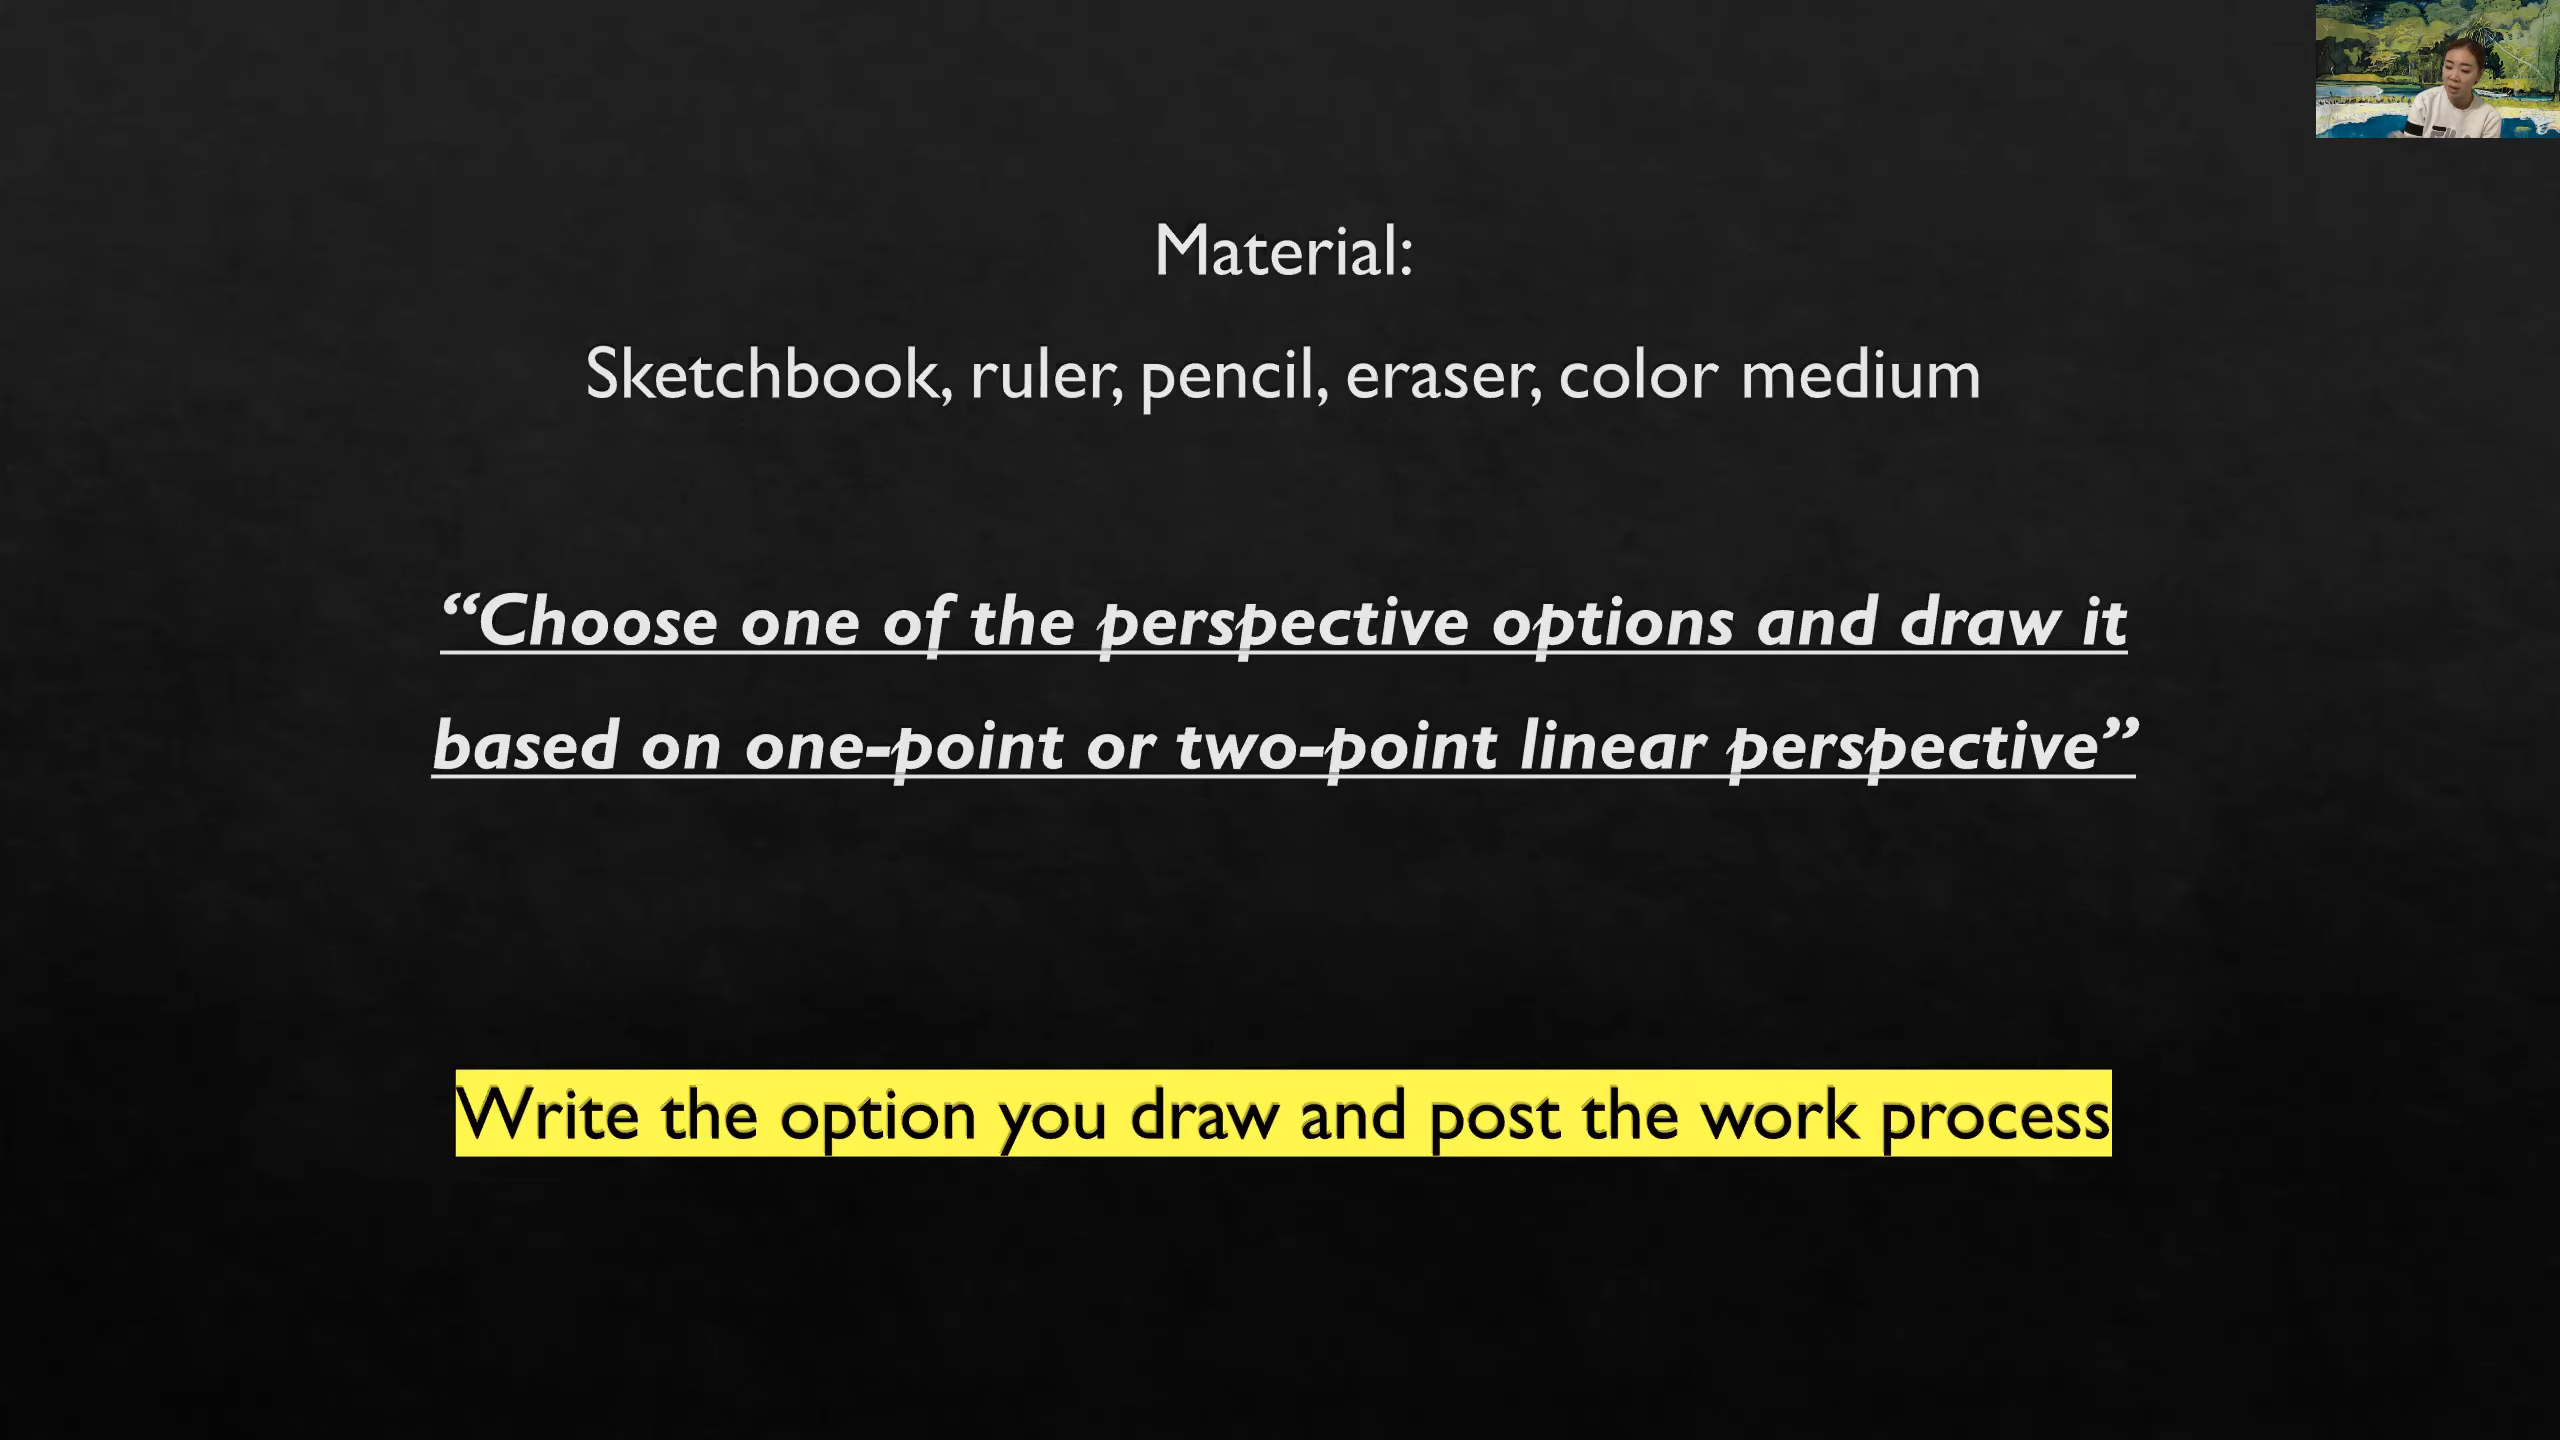 Material:
Sketchbook, ruler, pencil, eraser, color medium
“Choose one of the perspective options and draw it
based on one-point or two-point linear perspective”
Write the option you draw and post the work process